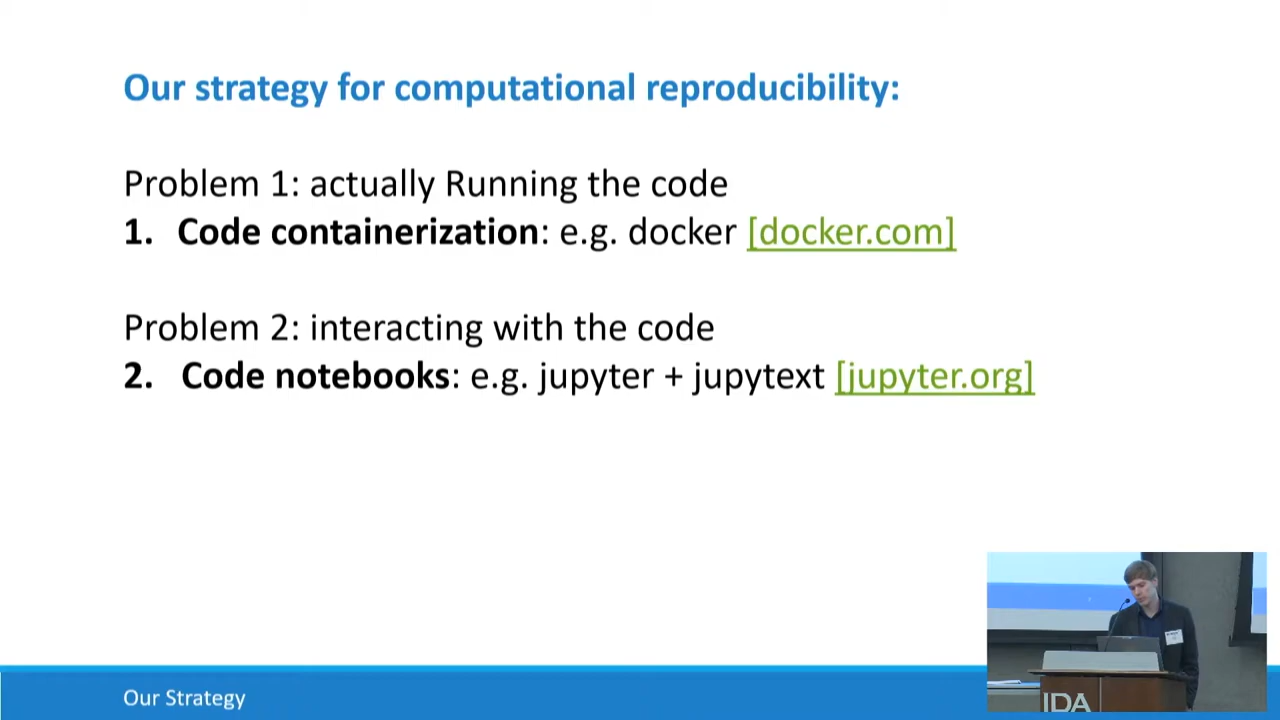 Our strategy for computational reproducibility:
Problem 1: actually Running the code
1. Code containerization: e.g. docker [docker.com]
Problem 2: interacting with the code
2. Code notebooks: e.g. jupyter + jupytext [jupyter.org]
Our Strategy
IDA